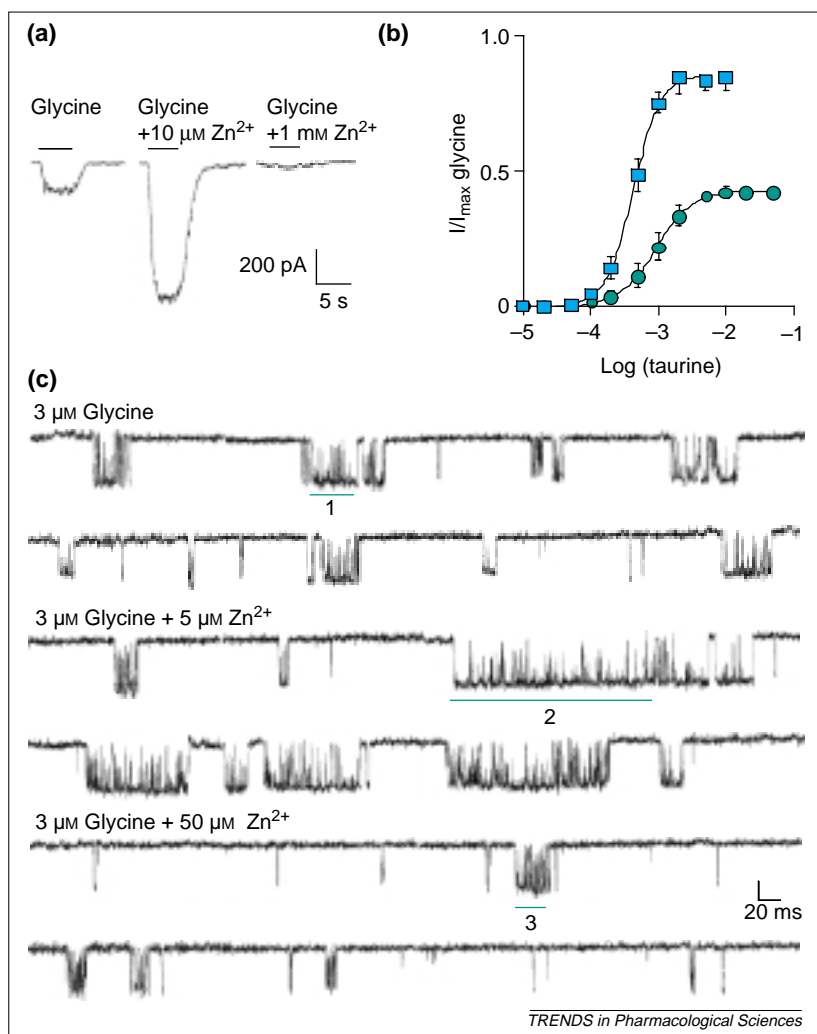 (a)
Glycine
Glycine
+10 µM Zn2+
Glycine
+1 mM Zn2+
200 pA
5 s
(b)
1.0
0.5
0
I/Imax glycine
–5 –4 –3 –2 –1
Log (taurine)
(c)
3 µM Glycine
1
3 µM Glycine + 5 µM Zn2+
2
3 µM Glycine + 50 µM Zn2+
20 ms
3
TRENDS in Pharmacological Sciences